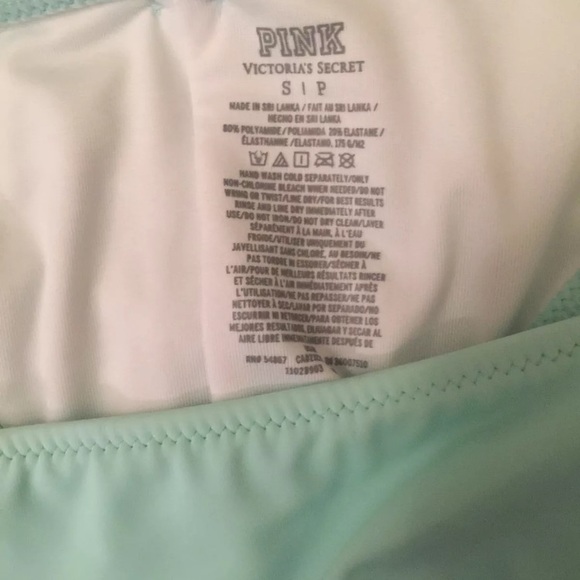 PINK
VICTORIA'S SECRET
S | P
MADE IN SRI LANKA / FAIT AU SRI LANKA /
HECHO EN SRI LANKA
80% POLYAMIDE / POLIAMIDA 20% ELASTANE /
ÉLASTHANNE / ELASTANO, 175 G/M2
HAND WASH COLD SEPARATELY/ONLY
NON-CHLORINE BLEACH WHEN NEEDED/DO NOT
WRING OR TWIST/LINE DRY/FOR BEST RESULTS
RINSE AND LINE DRY IMMEDIATELY AFTER
USE/DO NOT IRON/DO NOT DRY CLEAN/LAVER
SÉPARÉMENT À LA MAIN, À L'EAU
FROIDE/UTILISER UNIQUEMENT DU
JAVELLISANT SANS CHLORE, AU BESOIN/NE
PAS TORDRE NI ESSORER/SÉCHER À
L'AIR/POUR DE MEILLEURS RÉSULTATS RINCER
ET SÉCHER À L'AIR IMMÉDIATEMENT APRÈS
L'UTILISATION/NE PAS REPASSER/NE PAS
NETTOYER À SEC/LAVAR POR SEPARADO/NO
ESCURRIR NI RETORCER/PARA OBTENER LOS
MEJORES RESULTADOS, ENJUAGAR Y SECAR AL
AIRE LIBRE INMEDIATAMENTE DESPUÉS DE
RN# 54867